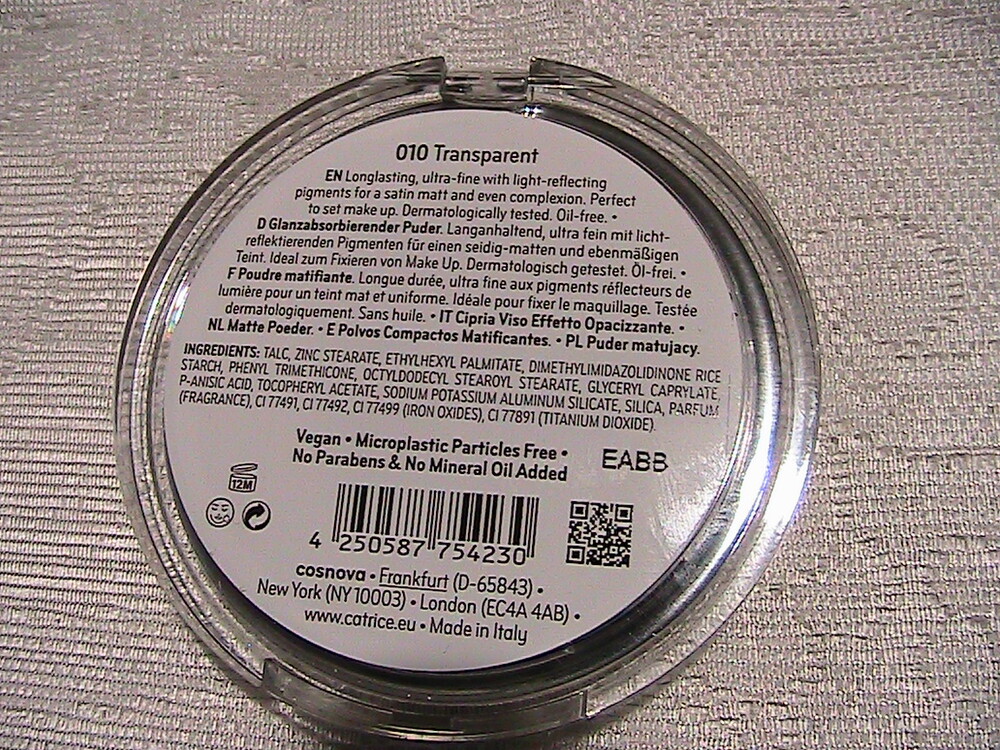 010 Transparent
EN Longlasting, ultra-fine with light-reflecting
pigments for a satin matt and even complexion. Perfect
to set make up. Dermatologically tested. Oil-free. •
D Glanzabsorbierender Puder. Langanhaltend, ultra fein mit licht-
reflektierenden Pigmenten für einen seidig-matten und ebenmäßigen
Teint. Ideal zum Fixieren von Make Up. Dermatologisch getestet. Öl-frei. •
F Poudre matifiante. Longue durée, ultra fine aux pigments réflecteurs de
lumière pour un teint mat et uniforme. Idéale pour fixer le maquillage. Testée
dermatologiquement. Sans huile. • IT Cipria Viso Effetto Opacizzante. •
NL Matte Poeder. • E Polvos Compactos Matificantes. • PL Puder matujacy.
INGREDIENTS: TALC, ZINC STEARATE, ETHYLHEXYL PALMITATE, DIMETHYLIMIDAZOLIDINONE RICE
STARCH, PHENYL TRIMETHICONE, OCTYLDODECYL STEAROYL STEARATE, GLYCERYL CAPRYLATE,
P-ANISIC ACID, TOCOPHERYL ACETATE, SODIUM POTASSIUM ALUMINUM SILICATE, SILICA, PARFUM
(FRAGRANCE), CI 77491, CI 77492, CI 77499 (IRON OXIDES), CI 77891 (TITANIUM DIOXIDE).
Vegan • Microplastic Particles Free •
No Parabens & No Mineral Oil Added
EABB
12M
4 250587 754230
cosnova • Frankfurt (D-65843) •
New York (NY 10003) • London (EC4A 4AB) •
www.catrice.eu • Made in Italy